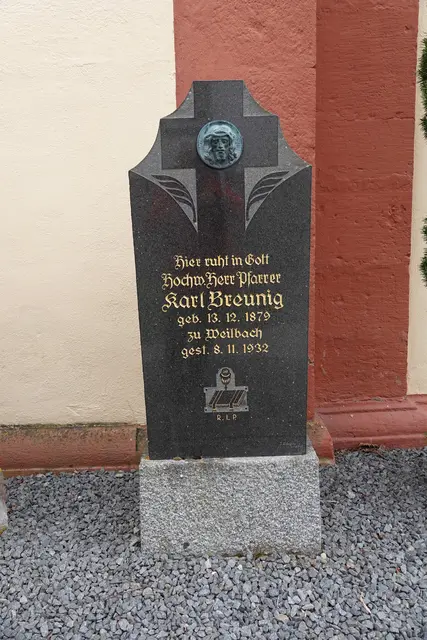 Hier ruht in Gott
Hochw. Herr Pfarrer
Karl Breunig
geb. 13. 12. 1879
zu Weilbach
gest. 8. 11. 1932
R. I. P.